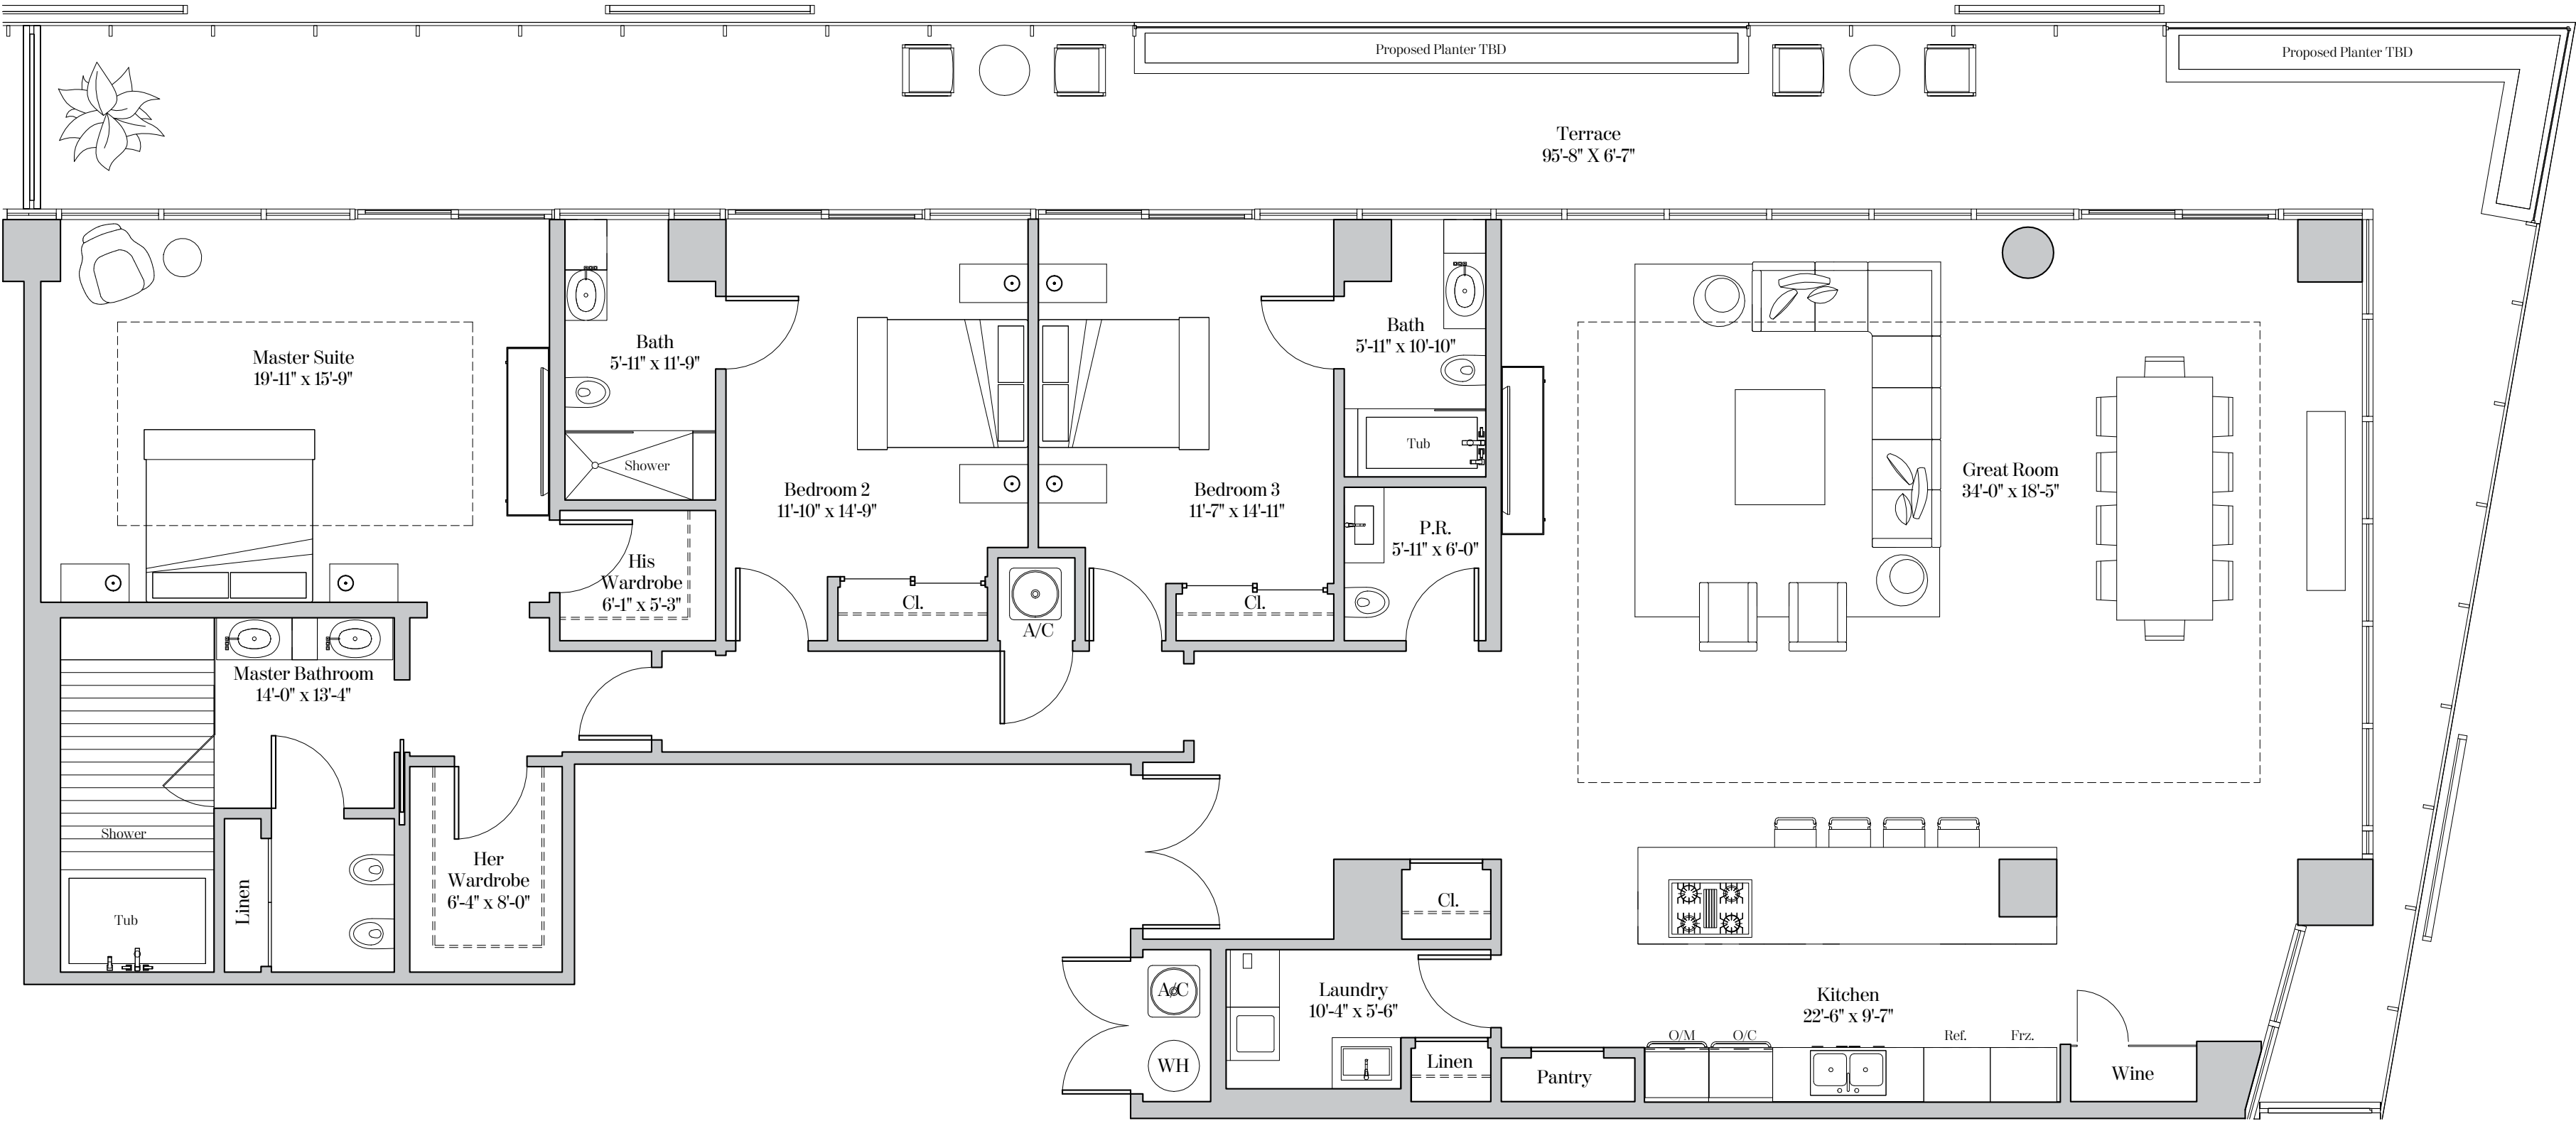 Proposed Planter TBD
Proposed Planter TBD
Terrace
95'-8" X 6'-7"
Master Suite
19'-11" x 15'-9"
Bath
5'-11" x 11'-9"
Shower
Bedroom 2
11'-10" x 14'-9"
Bedroom 3
11'-7" x 14'-11"
Bath
5'-11" x 10'-10"
Tub
P.R.
5'-11" x 6'-0"
Great Room
34'-0" x 18'-5"
His
Wardrobe
6'-1" x 5'-3"
Cl.
A/C
Cl.
Master Bathroom
14'-0" x 13'-4"
Shower
Tub
Linen
Her
Wardrobe
6'-4" x 8'-0"
Cl.
A/C
WH
Laundry
10'-4" x 5'-6"
Linen
Pantry
Kitchen
22'-6" x 9'-7"
O/M
O/C
Ref.
Frz.
Wine